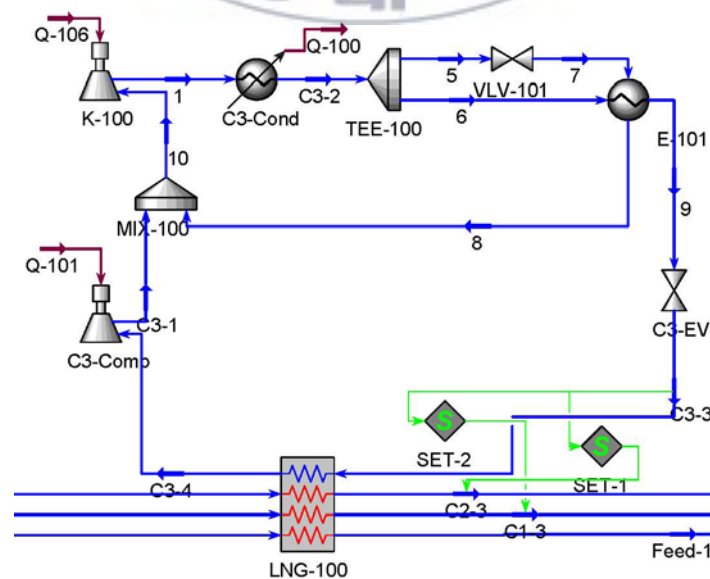 Q-106
Q-100
1
5
7
C3-2
VLV-101
K-100
C3-Cond
TEE-100
6
E-101
10
9
MIX-100
8
Q-101
C3-1
C3-EV
C3-Comp
C3-3
S
SET-2
S
SET-1
C3-4
C2-3
C1-3
Feed-1
LNG-100